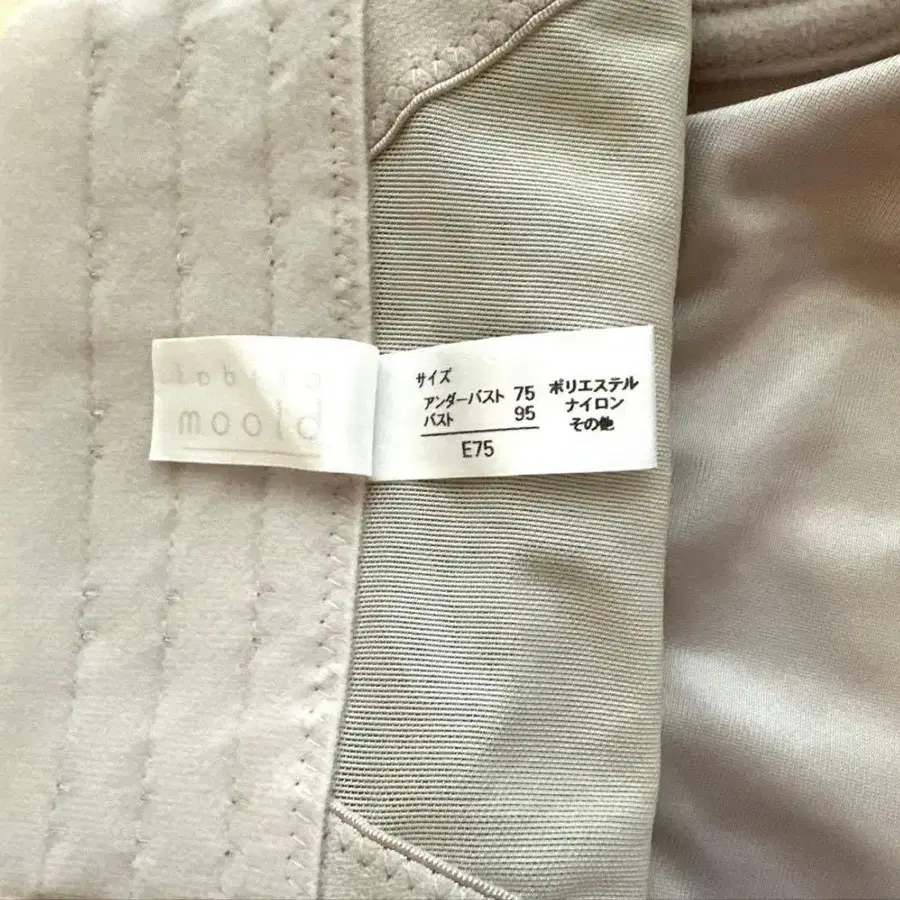 moold
サイズ
アンダーバスト 75
バスト 95
E75
ポリエステル
ナイロン
その他